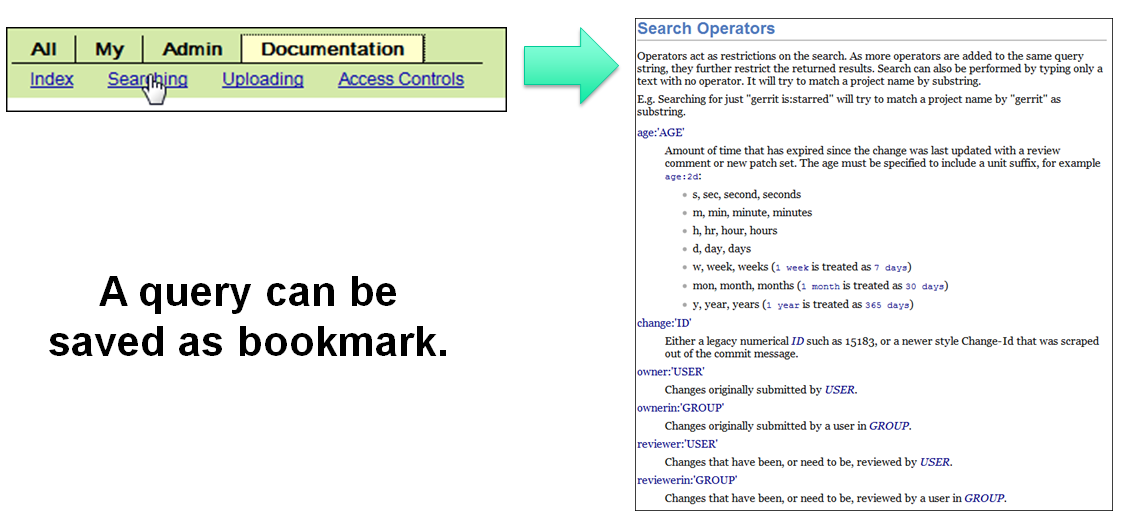 All My Admin Documentation
Index Searching Uploading Access Controls
A query can be
saved as bookmark.
Search Operators
Operators act as restrictions on the search. As more operators are added to the same query
string, they further restrict the returned results. Search can also be performed by typing only a
text with no operator. It will try to match a project name by substring.
E.g. Searching for just "gerrit is:starred" will try to match a project name by "gerrit" as
substring.
age:'AGE'
Amount of time that has expired since the change was last updated with a review
comment or new patch set. The age must be specified to include a unit suffix, for example
age:2d:
• s, sec, second, seconds
• m, min, minute, minutes
• h, hr, hour, hours
• d, day, days
• w, week, weeks (1 week is treated as 7 days)
• mon, month, months (1 month is treated as 30 days)
• y, year, years (1 year is treated as 365 days)
change:'ID'
Either a legacy numerical ID such as 15183, or a newer style Change-Id that was scraped
out of the commit message.
owner:'USER'
Changes originally submitted by USER.
ownerin:'GROUP'
Changes originally submitted by a user in GROUP.
reviewer:'USER'
Changes that have been, or need to be, reviewed by USER.
reviewerin:'GROUP'
Changes that have been, or need to be, reviewed by a user in GROUP.